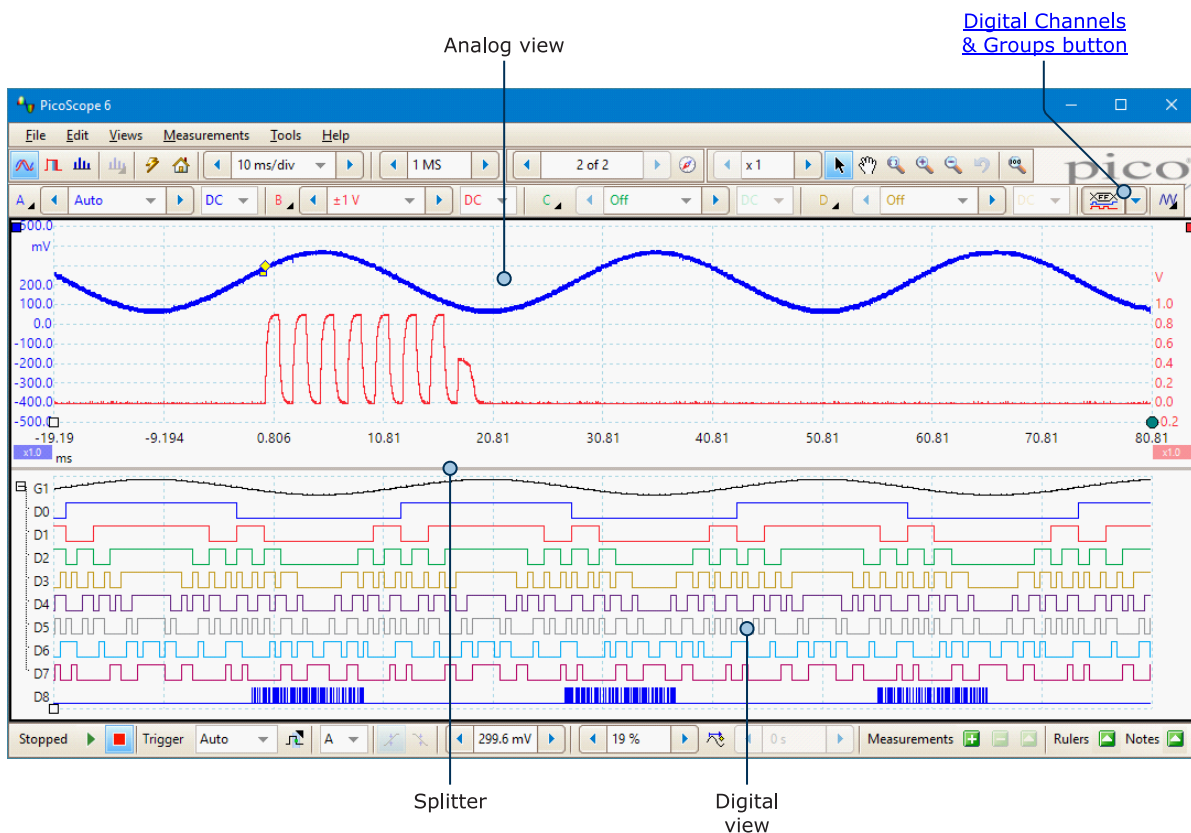 Digital Channels
& Groups button
Analog view
PicoScope 6
File Edit Views Measurements Tools Help
10 ms/div 1 MS 2 of 2 x 1
pico
A Auto DC B ±1 V DC C Off DC D Off DC
500.0
mV
200.0
100.0
0.0
-100.0
-200.0
-300.0
-400.0
-500.0
V
1.0
0.8
0.6
0.4
0.2
0.0
-0.2
-19.19 -9.194 0.806 10.81 20.81 30.81 40.81 50.81 60.81 70.81 80.81
x1.0 ms x1.0
G1
D0
D1
D2
D3
D4
D5
D6
D7
D8
Stopped Trigger Auto A 299.6 mV 19 % 0 s Measurements Rulers Notes
Splitter
Digital
view